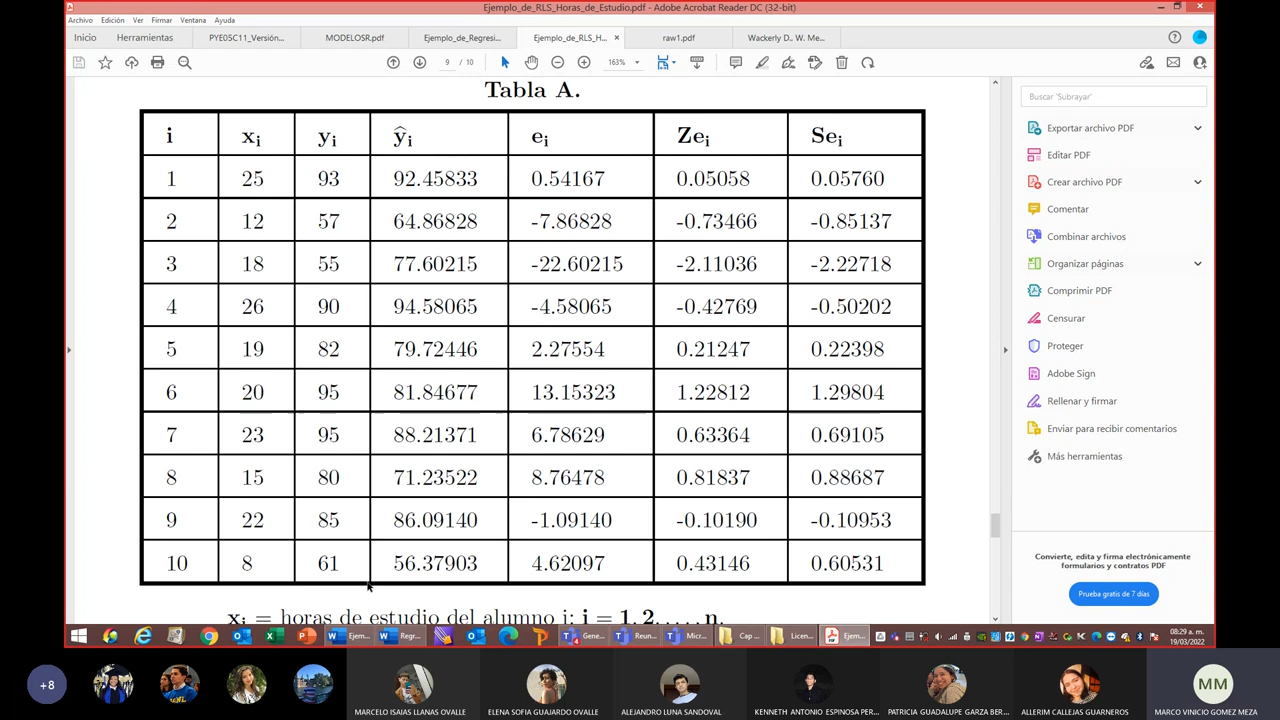 Ejemplo_de_RLS_Horas_de_Estudio.pdf - Adobe Acrobat Reader DC (32-bit)
Archivo Edición Ver Firmar Ventana Ayuda
Inicio Herramientas PYE05C11_Versión... MODELOSR.pdf Ejemplo_de_Regresi... Ejemplo_de_RLS_H... × raw1.pdf Wackerly D.. W. Me...
9 / 10 163%
Tabla A.
i xᵢ yᵢ ŷᵢ eᵢ Zeᵢ Seᵢ
1 25 93 92.45833 0.54167 0.05058 0.05760
2 12 57 64.86828 -7.86828 -0.73466 -0.85137
3 18 55 77.60215 -22.60215 -2.11036 -2.22718
4 26 90 94.58065 -4.58065 -0.42769 -0.50202
5 19 82 79.72446 2.27554 0.21247 0.22398
6 20 95 81.84677 13.15323 1.22812 1.29804
7 23 95 88.21371 6.78629 0.63364 0.69105
8 15 80 71.23522 8.76478 0.81837 0.88687
9 22 85 86.09140 -1.09140 -0.10190 -0.10953
10 8 61 56.37903 4.62097 0.43146 0.60531
xᵢ = horas de estudio del alumno i; i = 1, 2, . . . , n.
Buscar 'Subrayar'
Exportar archivo PDF
Editar PDF
Crear archivo PDF
Comentar
Combinar archivos
Organizar páginas
Comprimir PDF
Censurar
Proteger
Adobe Sign
Rellenar y firmar
Enviar para recibir comentarios
Más herramientas
Convierte, edita y firma electrónicamente
formularios y contratos PDF
Prueba gratis de 7 días
Ejem... Regr... Gene... Reun... Micr... Cap ... Licen... Ejem...
08:29 a. m.
19/03/2022
+8
MM
MARCELO ISAIAS LLANAS OVALLE
ELENA SOFIA GUAJARDO OVALLE
ALEJANDRO LUNA SANDOVAL
KENNETH ANTONIO ESPINOSA PER...
PATRICIA GUADALUPE GARZA BER...
ALLERIM CALLEJAS GUARNEROS
MARCO VINICIO GOMEZ MEZA